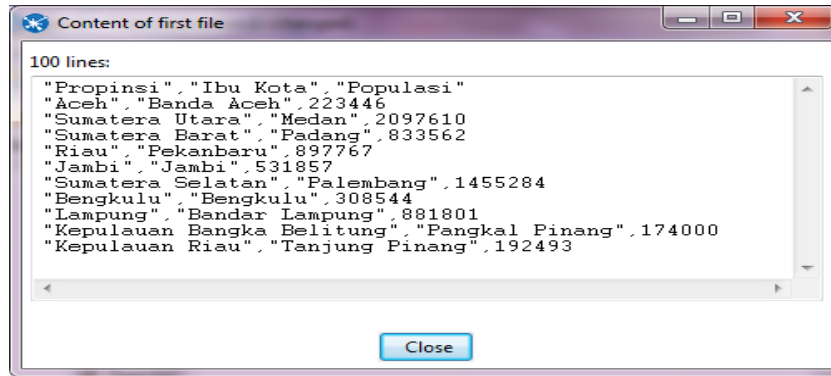 Content of first file
100 lines:
"Propinsi","Ibu Kota","Populasi"
"Aceh","Banda Aceh",223446
"Sumatera Utara","Medan",2097610
"Sumatera Barat","Padang",833562
"Riau","Pekanbaru",897767
"Jambi","Jambi",531857
"Sumatera Selatan","Palembang",1455284
"Bengkulu","Bengkulu",308544
"Lampung","Bandar Lampung",881801
"Kepulauan Bangka Belitung","Pangkal Pinang",174000
"Kepulauan Riau","Tanjung Pinang",192493
Close